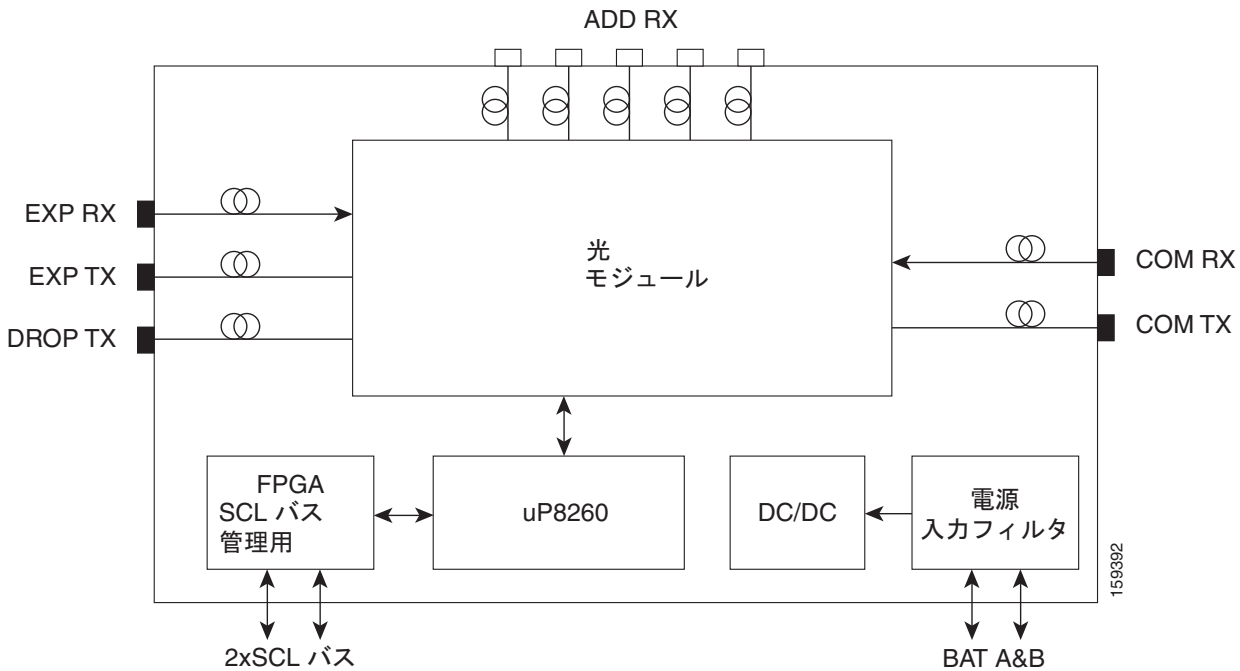 ADD RX
EXP RX
EXP TX
DROP TX
光
モジュール
COM RX
COM TX
FPGA
SCL バス
管理用
uP8260
DC/DC
電源
入力フィルタ
159392
2xSCL バス
BAT A&B